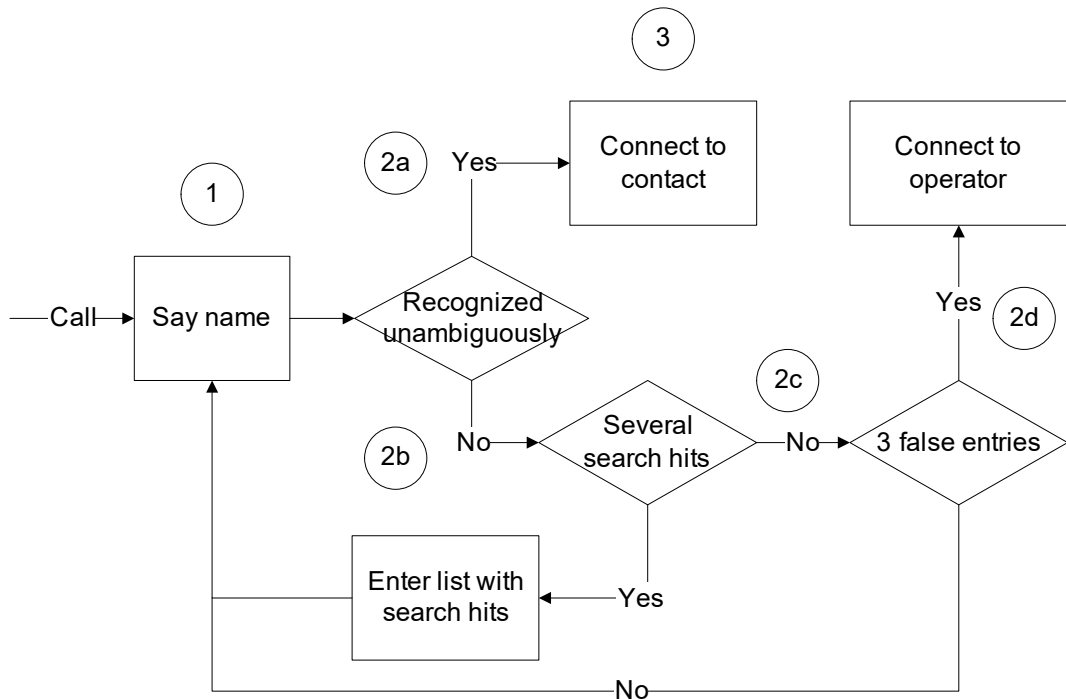 3
Connect to
contact
Connect to
operator
2a
Yes
1
Call
Say name
Recognized
unambiguously
Yes
2d
2c
2b
No
Several
search hits
No
3 false entries
Enter list with
search hits
Yes
No